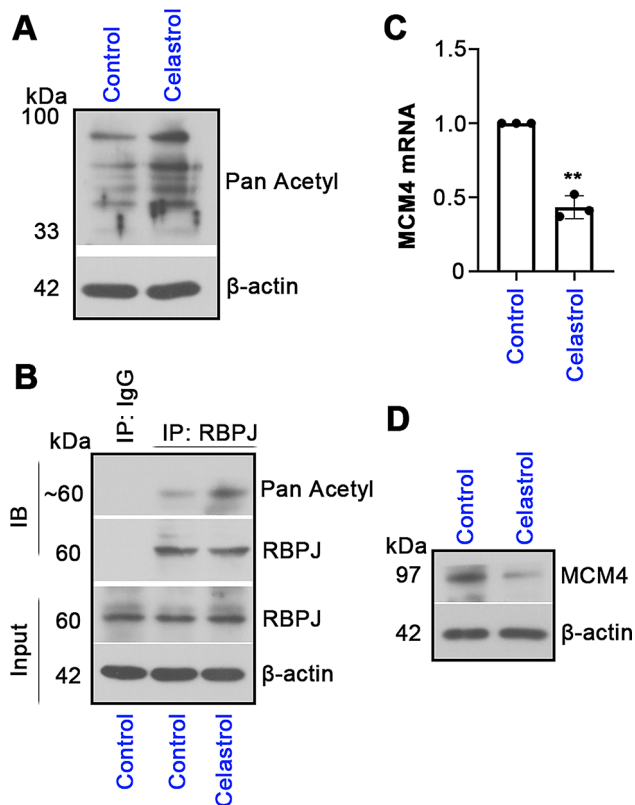 A
Control
Celastrol
kDa
100
Pan Acetyl
33
42
β-actin
B
IP: IgG
IP: RBPJ
kDa
IB
~60
Pan Acetyl
60
RBPJ
Input
60
RBPJ
42
β-actin
Control
Control
Celastrol
C
MCM4 mRNA
1.5
1.0
0.5
0
**
Control
Celastrol
D
Control
Celastrol
kDa
97
MCM4
42
β-actin